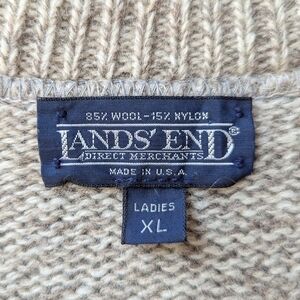 85% WOOL-15% NYLON
LANDS' END®
DIRECT MERCHANTS
MADE IN U.S.A.
LADIES
XL